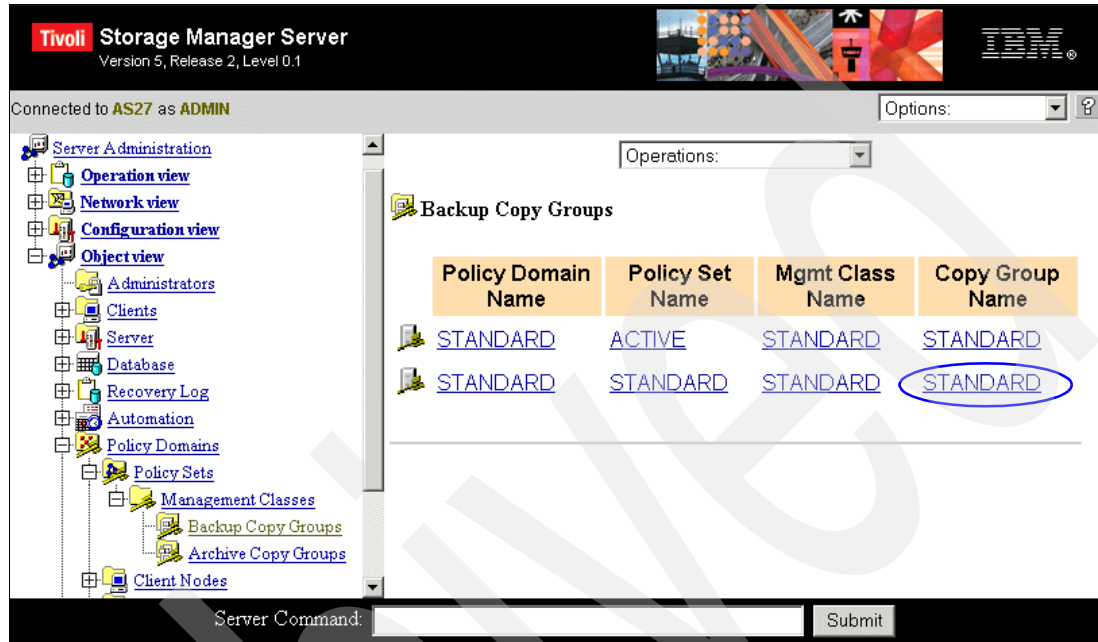 Tivoli Storage Manager Server
Version 5, Release 2, Level 0.1
IBM®
Connected to AS27 as ADMIN
Options:
?
Server Administration
Operation view
Network view
Configuration view
Object view
Administrators
Clients
Server
Database
Recovery Log
Automation
Policy Domains
Policy Sets
Management Classes
Backup Copy Groups
Archive Copy Groups
Client Nodes
Operations:
Backup Copy Groups
Policy Domain Name Policy Set Name Mgmt Class Name Copy Group Name
STANDARD ACTIVE STANDARD STANDARD
STANDARD STANDARD STANDARD STANDARD
Server Command:
Submit